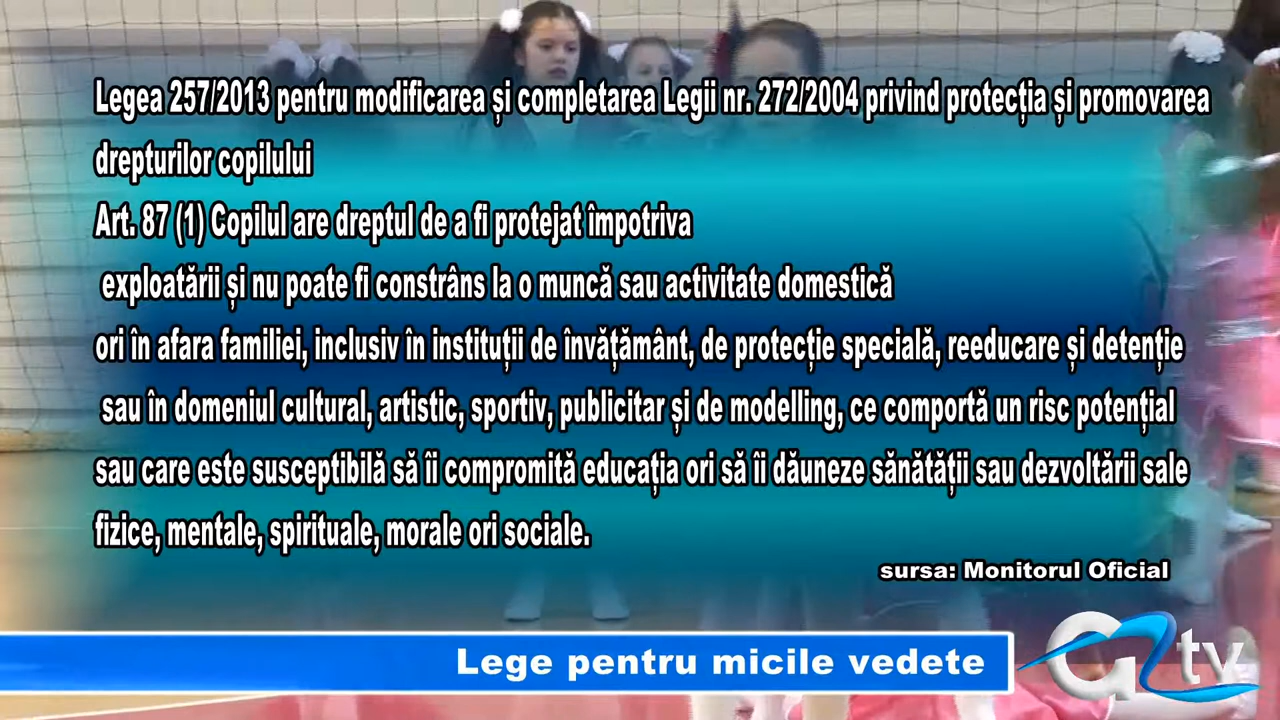 Legea 257/2013 pentru modificarea și completarea Legii nr. 272/2004 privind protecția și promovarea
drepturilor copilului
Art. 87 (1) Copilul are dreptul de a fi protejat împotriva
exploatării și nu poate fi constrâns la o muncă sau activitate domestică
ori în afara familiei, inclusiv în instituții de învățământ, de protecție specială, reeducare și detenție
sau în domeniul cultural, artistic, sportiv, publicitar și de modelling, ce comportă un risc potențial
sau care este susceptibilă să îi compromită educația ori să îi dăuneze sănătății sau dezvoltării sale
fizice, mentale, spirituale, morale ori sociale.
sursa: Monitorul Oficial
Lege pentru micile vedete
G2tv